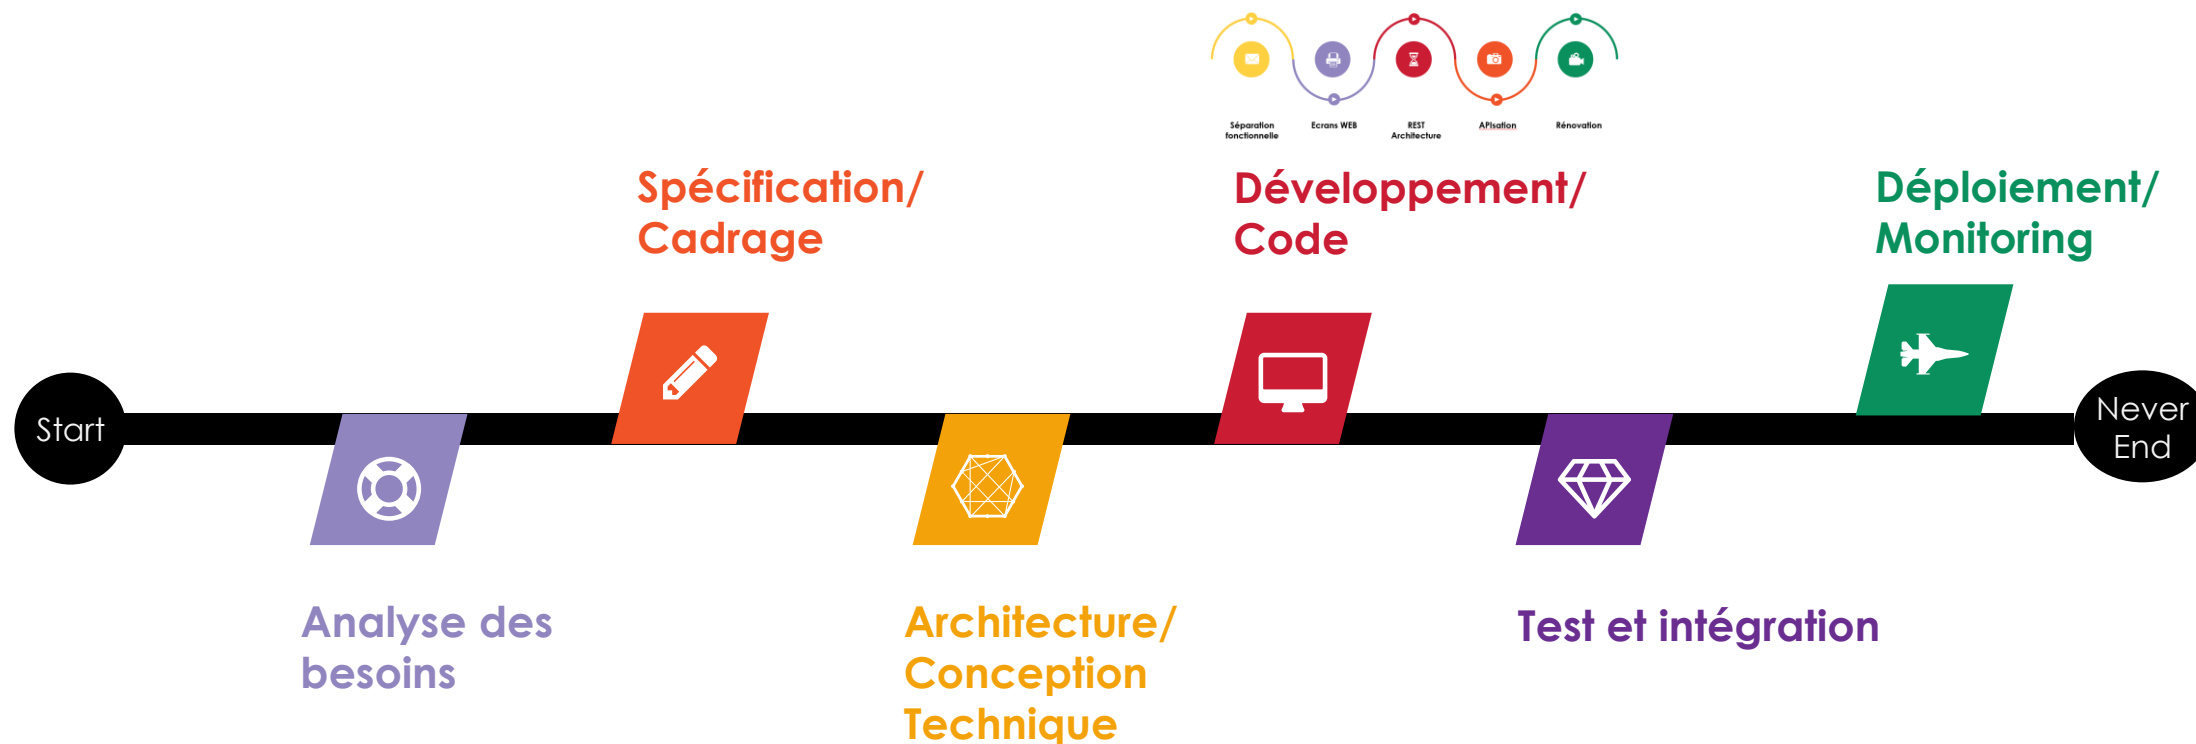 Séparation
fonctionnelle
Ecrans WEB
REST
Architecture
APIsation
Rénovation
Spécification/
Cadrage
Développement/
Code
Déploiement/
Monitoring
Start
Never
End
Analyse des
besoins
Architecture/
Conception
Technique
Test et intégration